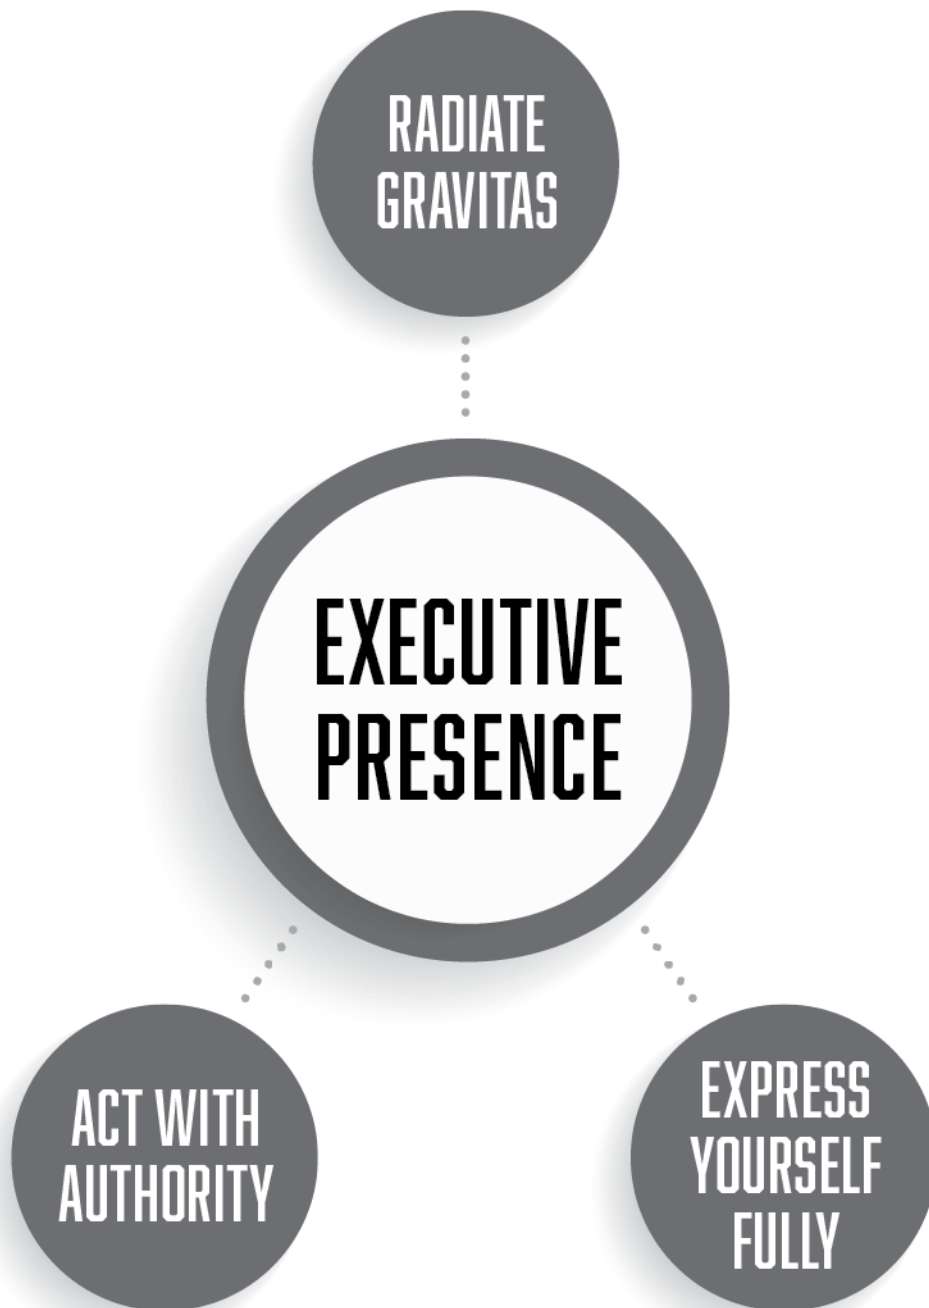 RADIATE
GRAVITAS
EXECUTIVE
PRESENCE
ACT WITH
AUTHORITY
EXPRESS
YOURSELF
FULLY